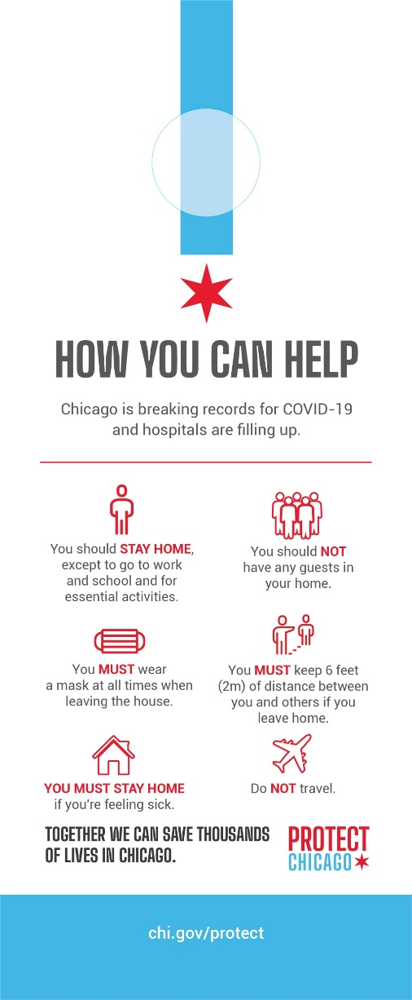 HOW YOU CAN HELP
Chicago is breaking records for COVID-19
and hospitals are filling up.
You should STAY HOME,
except to go to work
and school and for
essential activities.
You should NOT
have any guests in
your home.
You MUST wear
a mask at all times when
leaving the house.
You MUST keep 6 feet
(2m) of distance between
you and others if you
leave home.
YOU MUST STAY HOME
if you're feeling sick.
Do NOT travel.
TOGETHER WE CAN SAVE THOUSANDS
OF LIVES IN CHICAGO.
PROTECT
CHICAGO
chi.gov/protect